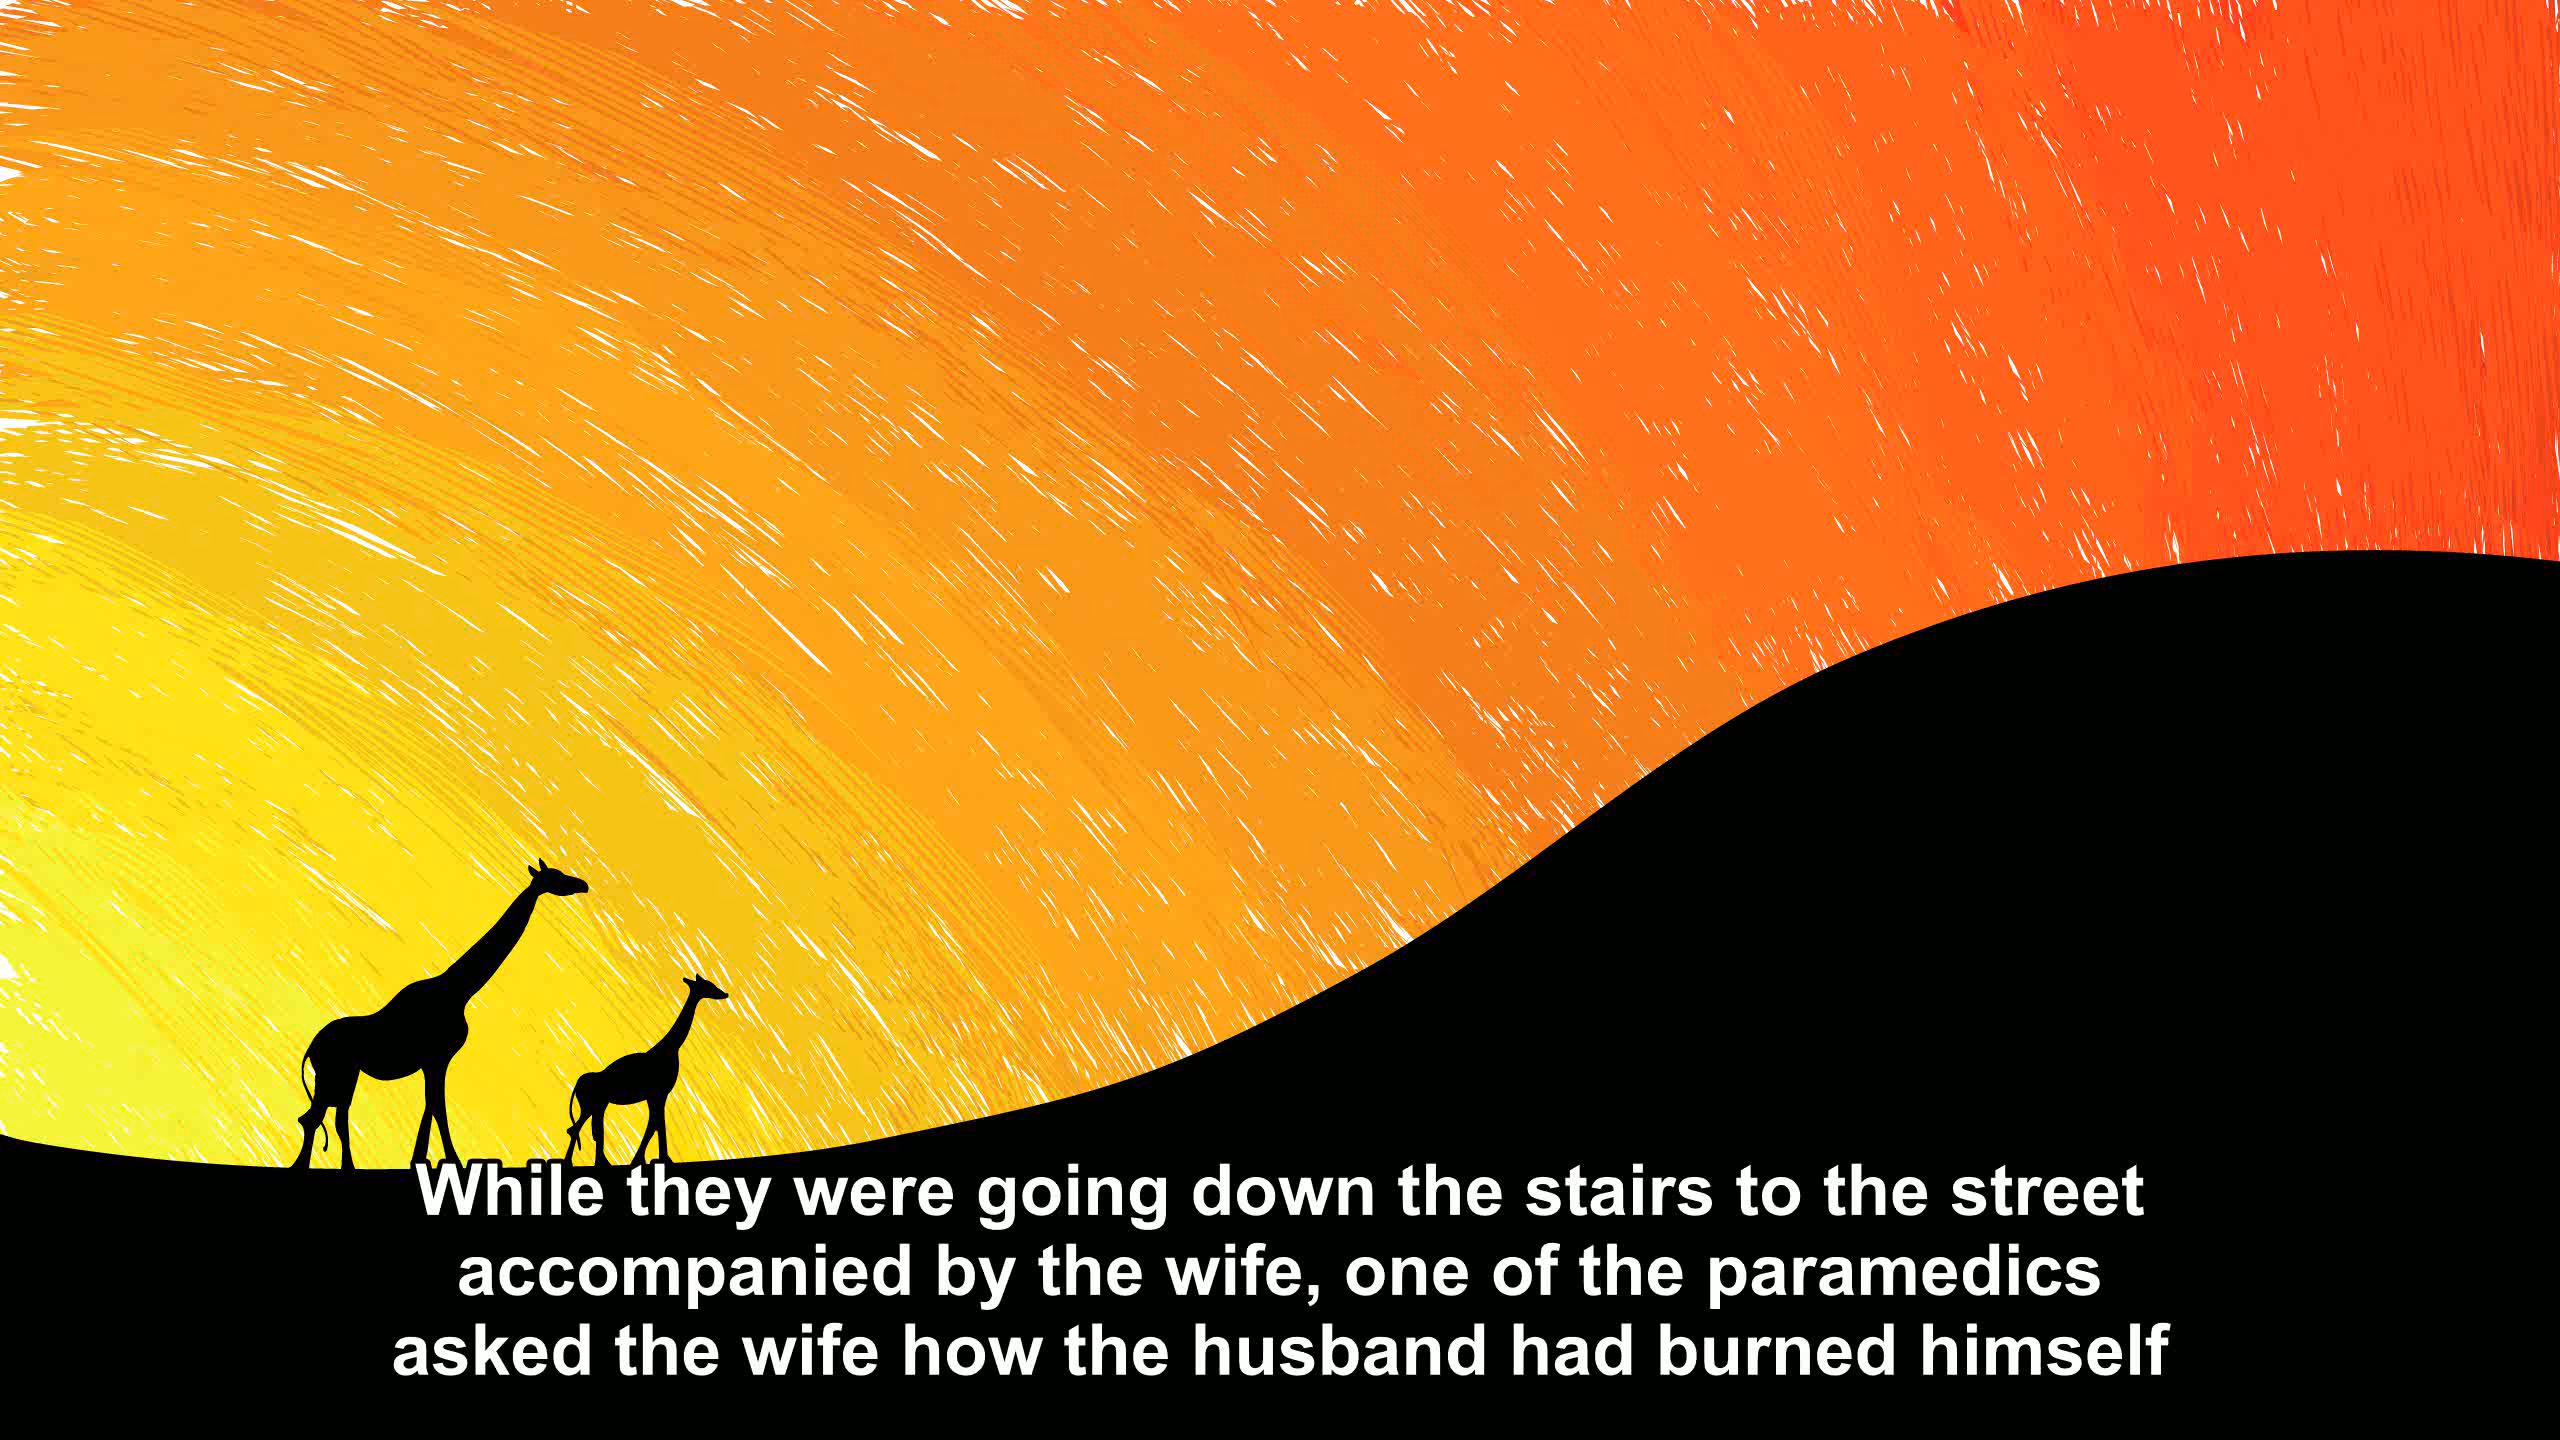 While they were going down the stairs to the street
accompanied by the wife, one of the paramedics
asked the wife how the husband had burned himself